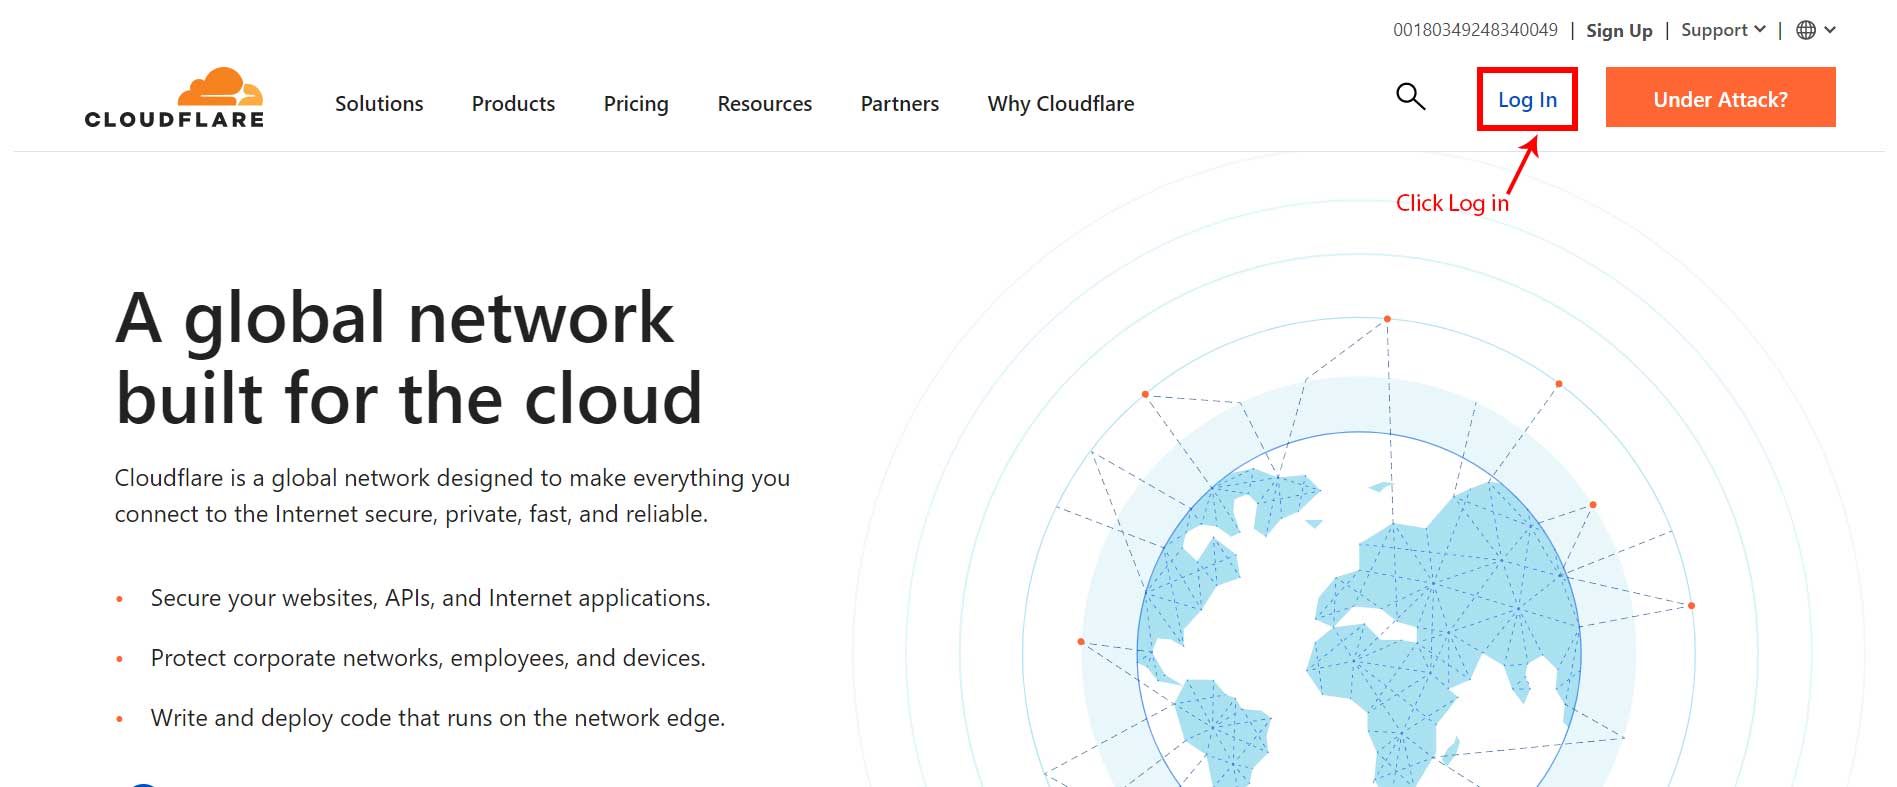 00180349248340049 | Sign Up | Support |
CLOUDFLARE
Solutions Products Pricing Resources Partners Why Cloudflare Log In Under Attack?
Click Log in
A global network
built for the cloud
Cloudflare is a global network designed to make everything you
connect to the Internet secure, private, fast, and reliable.
• Secure your websites, APIs, and Internet applications.
• Protect corporate networks, employees, and devices.
• Write and deploy code that runs on the network edge.